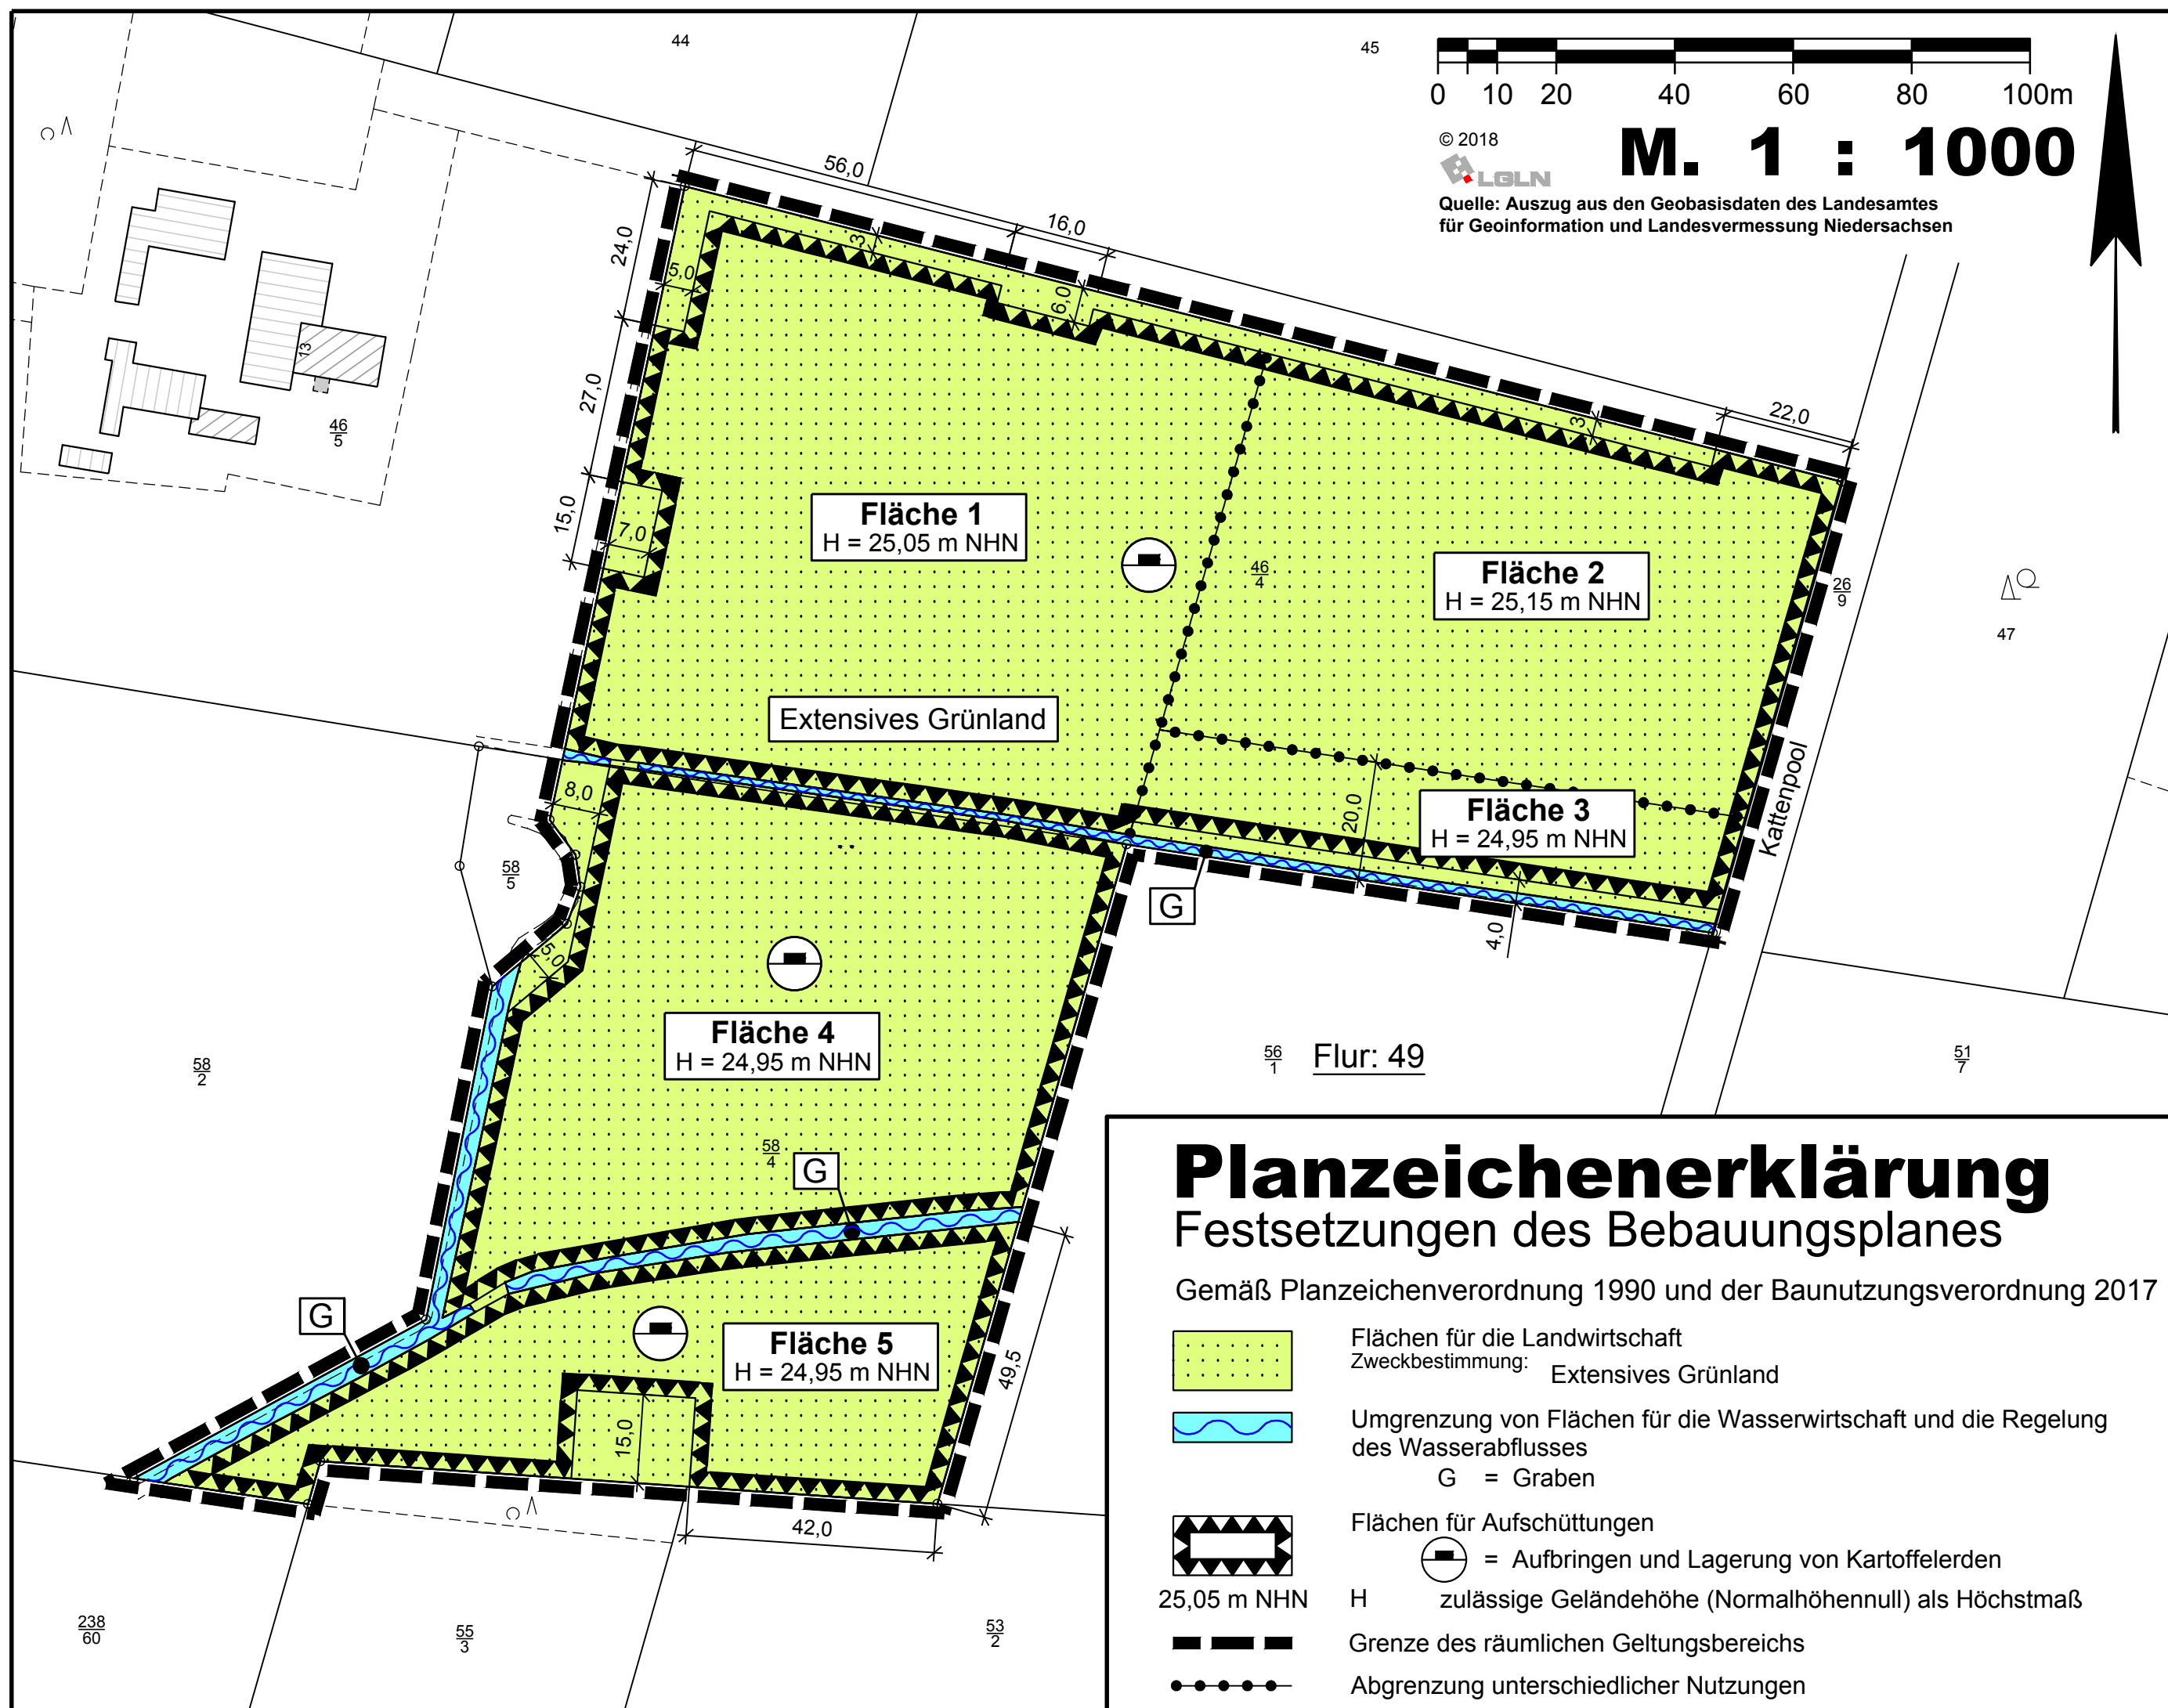 44
45
0 10 20 40 60 80 100m
© 2018
LGLN
M. 1 : 1000
Quelle: Auszug aus den Geobasisdaten des Landesamtes
für Geoinformation und Landesvermessung Niedersachsen
56,0
16,0
24,0
3
5,0
6,0
13
27,0
46
5
3
22,0
15,0
7,0
Fläche 1
H = 25,05 m NHN
46
4
Fläche 2
H = 25,15 m NHN
26
9
47
Extensives Grünland
Kattenpool
8,0
20,0
Fläche 3
H = 24,95 m NHN
58
5
G
4,0
5,0
Fläche 4
H = 24,95 m NHN
58
2
56
1
Flur: 49
51
7
58
4
G
G
Fläche 5
H = 24,95 m NHN
49,5
15,0
42,0
238
60
55
3
53
2
Planzeichenerklärung
Festsetzungen des Bebauungsplanes
Gemäß Planzeichenverordnung 1990 und der Baunutzungsverordnung 2017
Flächen für die Landwirtschaft
Zweckbestimmung: Extensives Grünland
Umgrenzung von Flächen für die Wasserwirtschaft und die Regelung
des Wasserabflusses
G = Graben
Flächen für Aufschüttungen
= Aufbringen und Lagerung von Kartoffelerden
25,05 m NHN H zulässige Geländehöhe (Normalhöhennull) als Höchstmaß
Grenze des räumlichen Geltungsbereichs
Abgrenzung unterschiedlicher Nutzungen